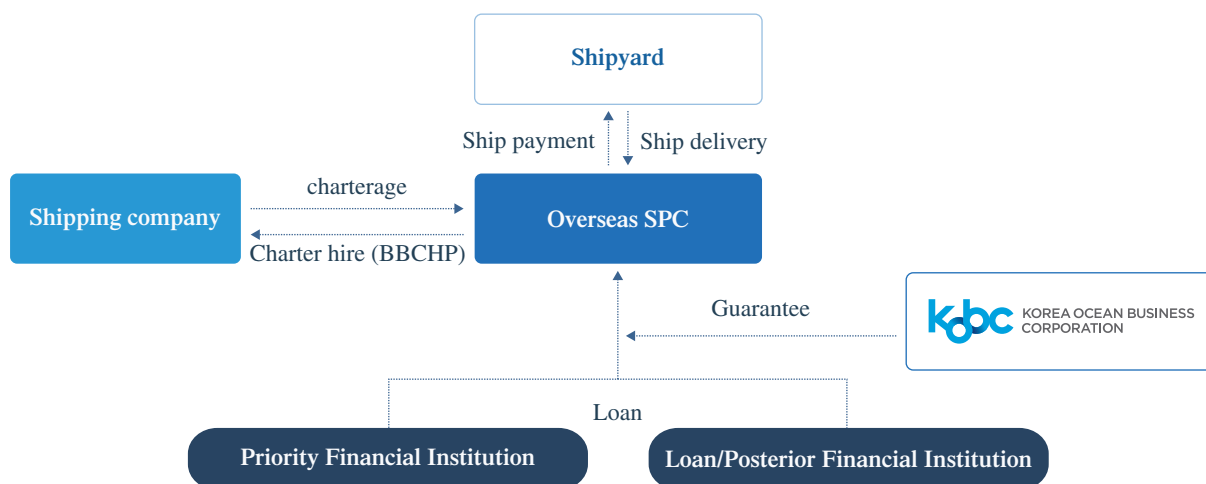 Shipyard
Ship payment
Ship delivery
Shipping company
charterage
Charter hire (BBCHP)
Overseas SPC
Guarantee
kobc
KOREA OCEAN BUSINESS
CORPORATION
Loan
Priority Financial Institution
Loan/Posterior Financial Institution